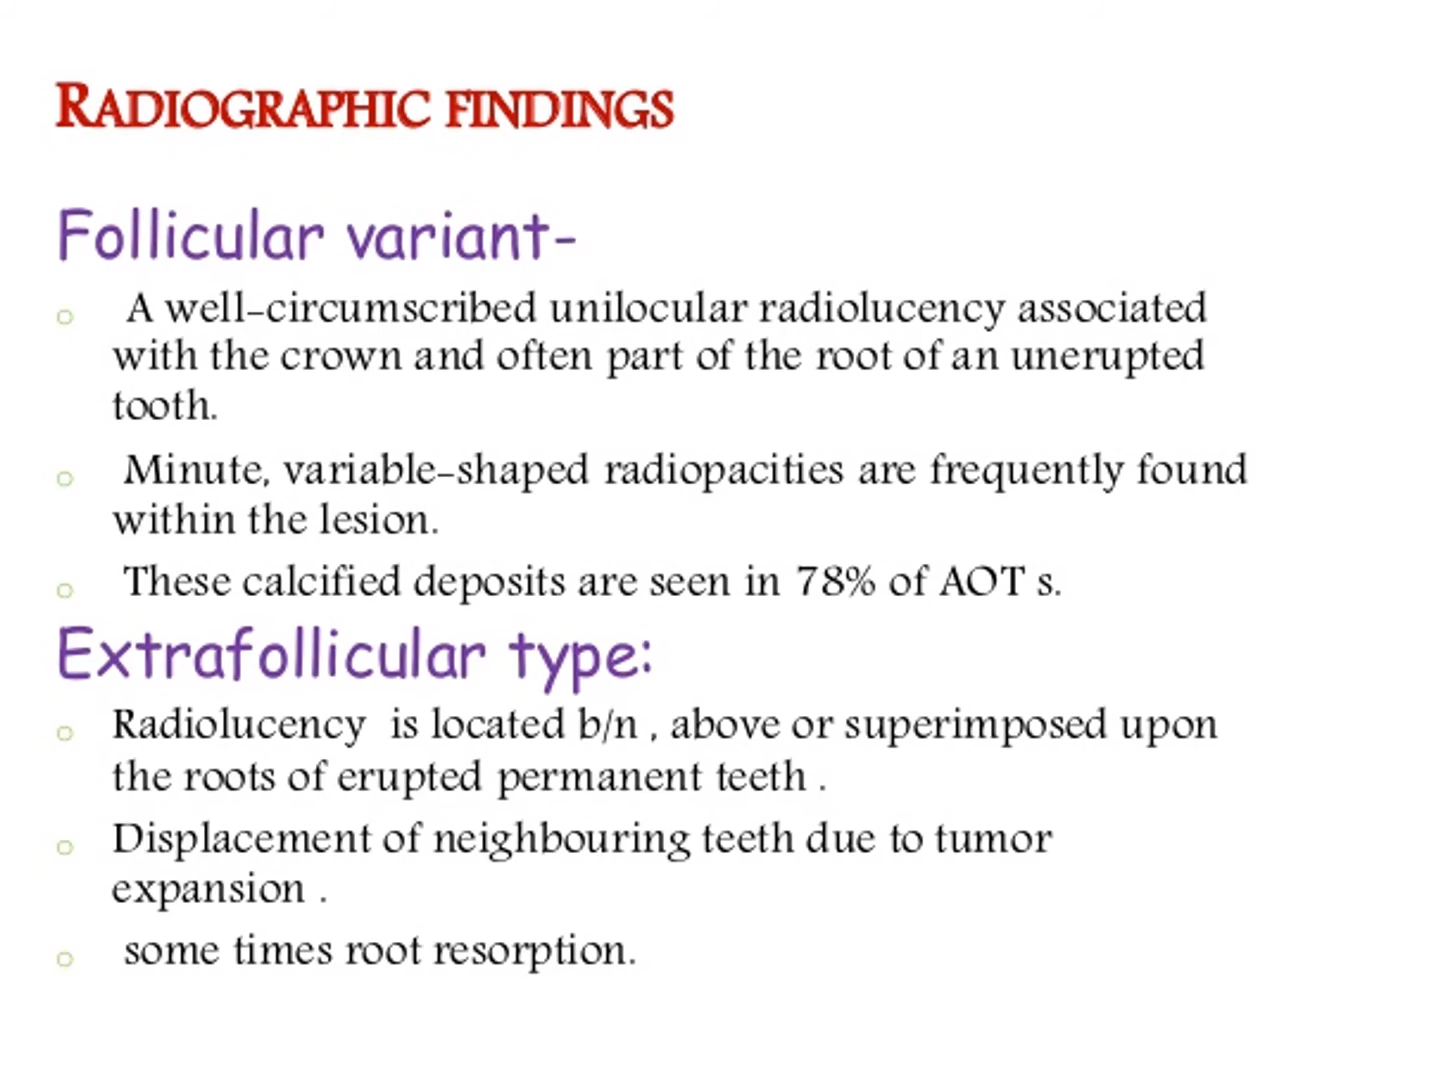 RADIOGRAPHIC FINDINGS
Follicular variant-
A well-circumscribed unilocular radiolucency associated
with the crown and often part of the root of an unerupted
tooth.
Minute, variable-shaped radiopacities are frequently found
within the lesion.
These calcified deposits are seen in 78% of AOT s.
Extrafollicular type:
Radiolucency is located b/n , above or superimposed upon
the roots of erupted permanent teeth .
Displacement of neighbouring teeth due to tumor
expansion .
some times root resorption.